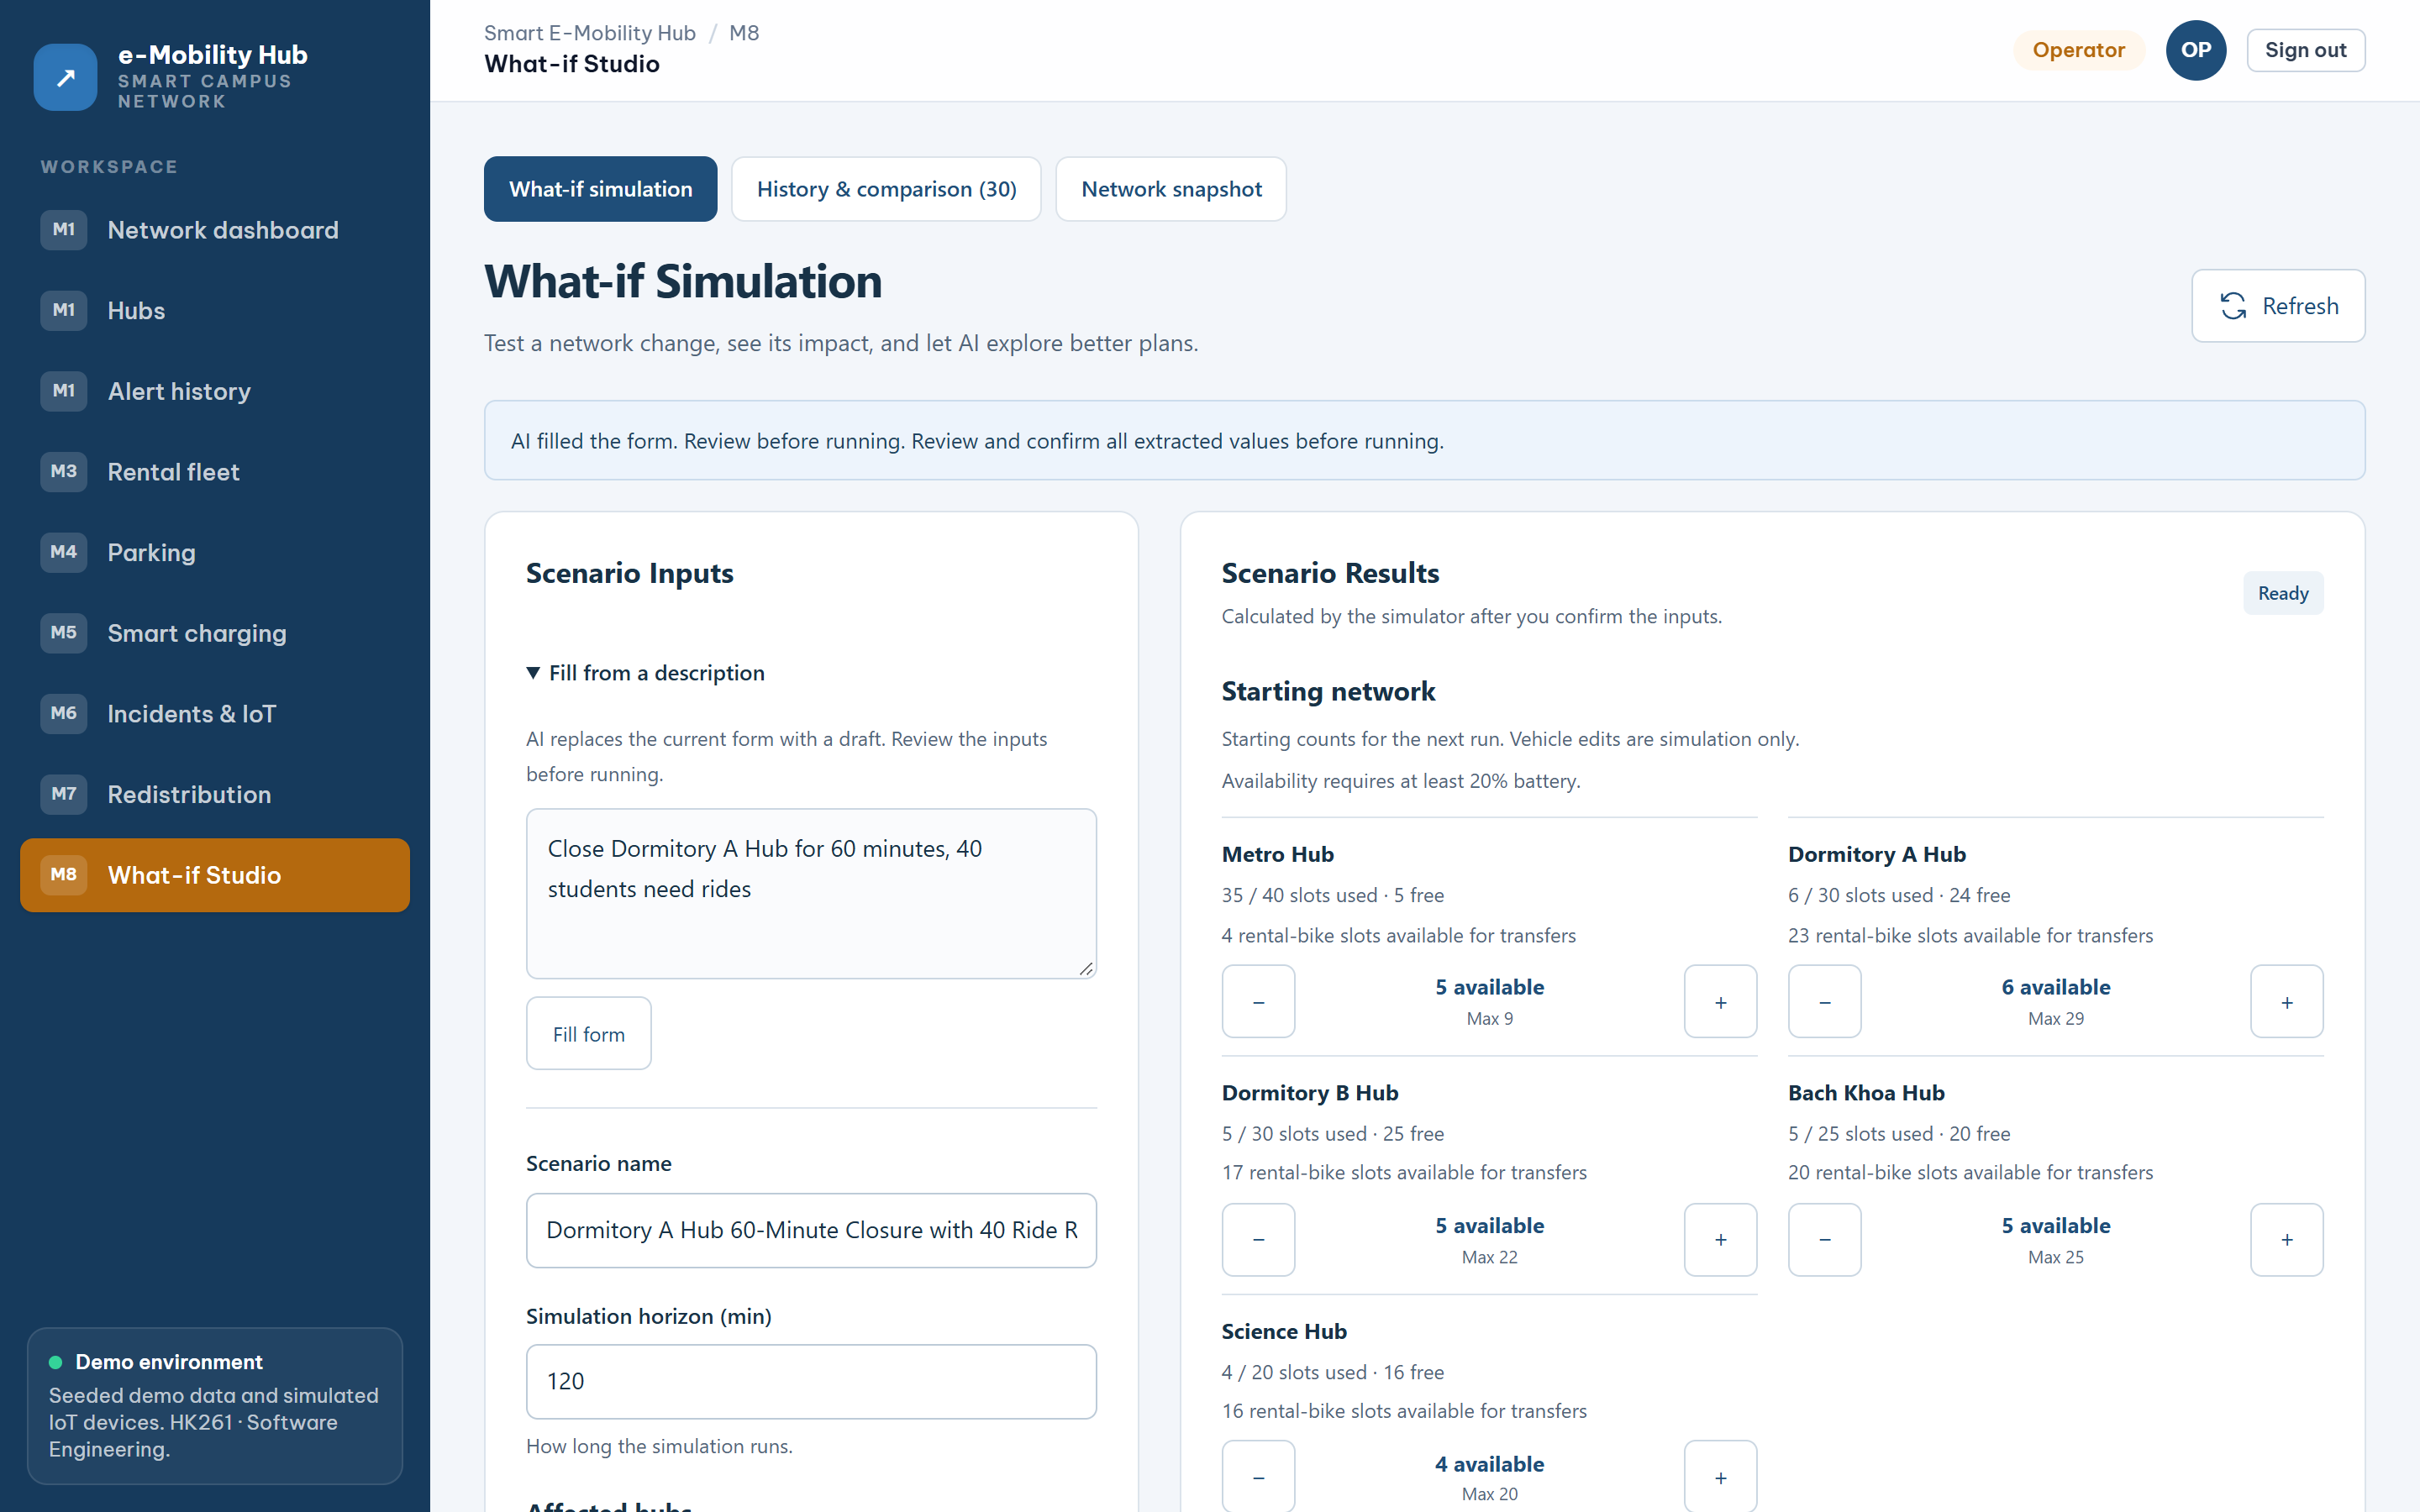 e-Mobility Hub
SMART CAMPUS
NETWORK
WORKSPACE
M1 Network dashboard
M1 Hubs
M1 Alert history
M3 Rental fleet
M4 Parking
M5 Smart charging
M6 Incidents & IoT
M7 Redistribution
M8 What-if Studio
Demo environment
Seeded demo data and simulated
IoT devices. HK261 · Software
Engineering.
Smart E-Mobility Hub / M8
What-if Studio
Operator
OP
Sign out
What-if simulation
History & comparison (30)
Network snapshot
What-if Simulation
Test a network change, see its impact, and let AI explore better plans.
Refresh
AI filled the form. Review before running. Review and confirm all extracted values before running.
Scenario Inputs
▼ Fill from a description
AI replaces the current form with a draft. Review the inputs
before running.
Close Dormitory A Hub for 60 minutes, 40
students need rides
Fill form
Scenario name
Dormitory A Hub 60-Minute Closure with 40 Ride R
Simulation horizon (min)
120
How long the simulation runs.
Affected hubs
Scenario Results
Calculated by the simulator after you confirm the inputs.
Ready
Starting network
Starting counts for the next run. Vehicle edits are simulation only.
Availability requires at least 20% battery.
Metro Hub
35 / 40 slots used · 5 free
4 rental-bike slots available for transfers
− 5 available +
Max 9
Dormitory A Hub
6 / 30 slots used · 24 free
23 rental-bike slots available for transfers
− 6 available +
Max 29
Dormitory B Hub
5 / 30 slots used · 25 free
17 rental-bike slots available for transfers
− 5 available +
Max 22
Bach Khoa Hub
5 / 25 slots used · 20 free
20 rental-bike slots available for transfers
− 5 available +
Max 25
Science Hub
4 / 20 slots used · 16 free
16 rental-bike slots available for transfers
− 4 available +
Max 20